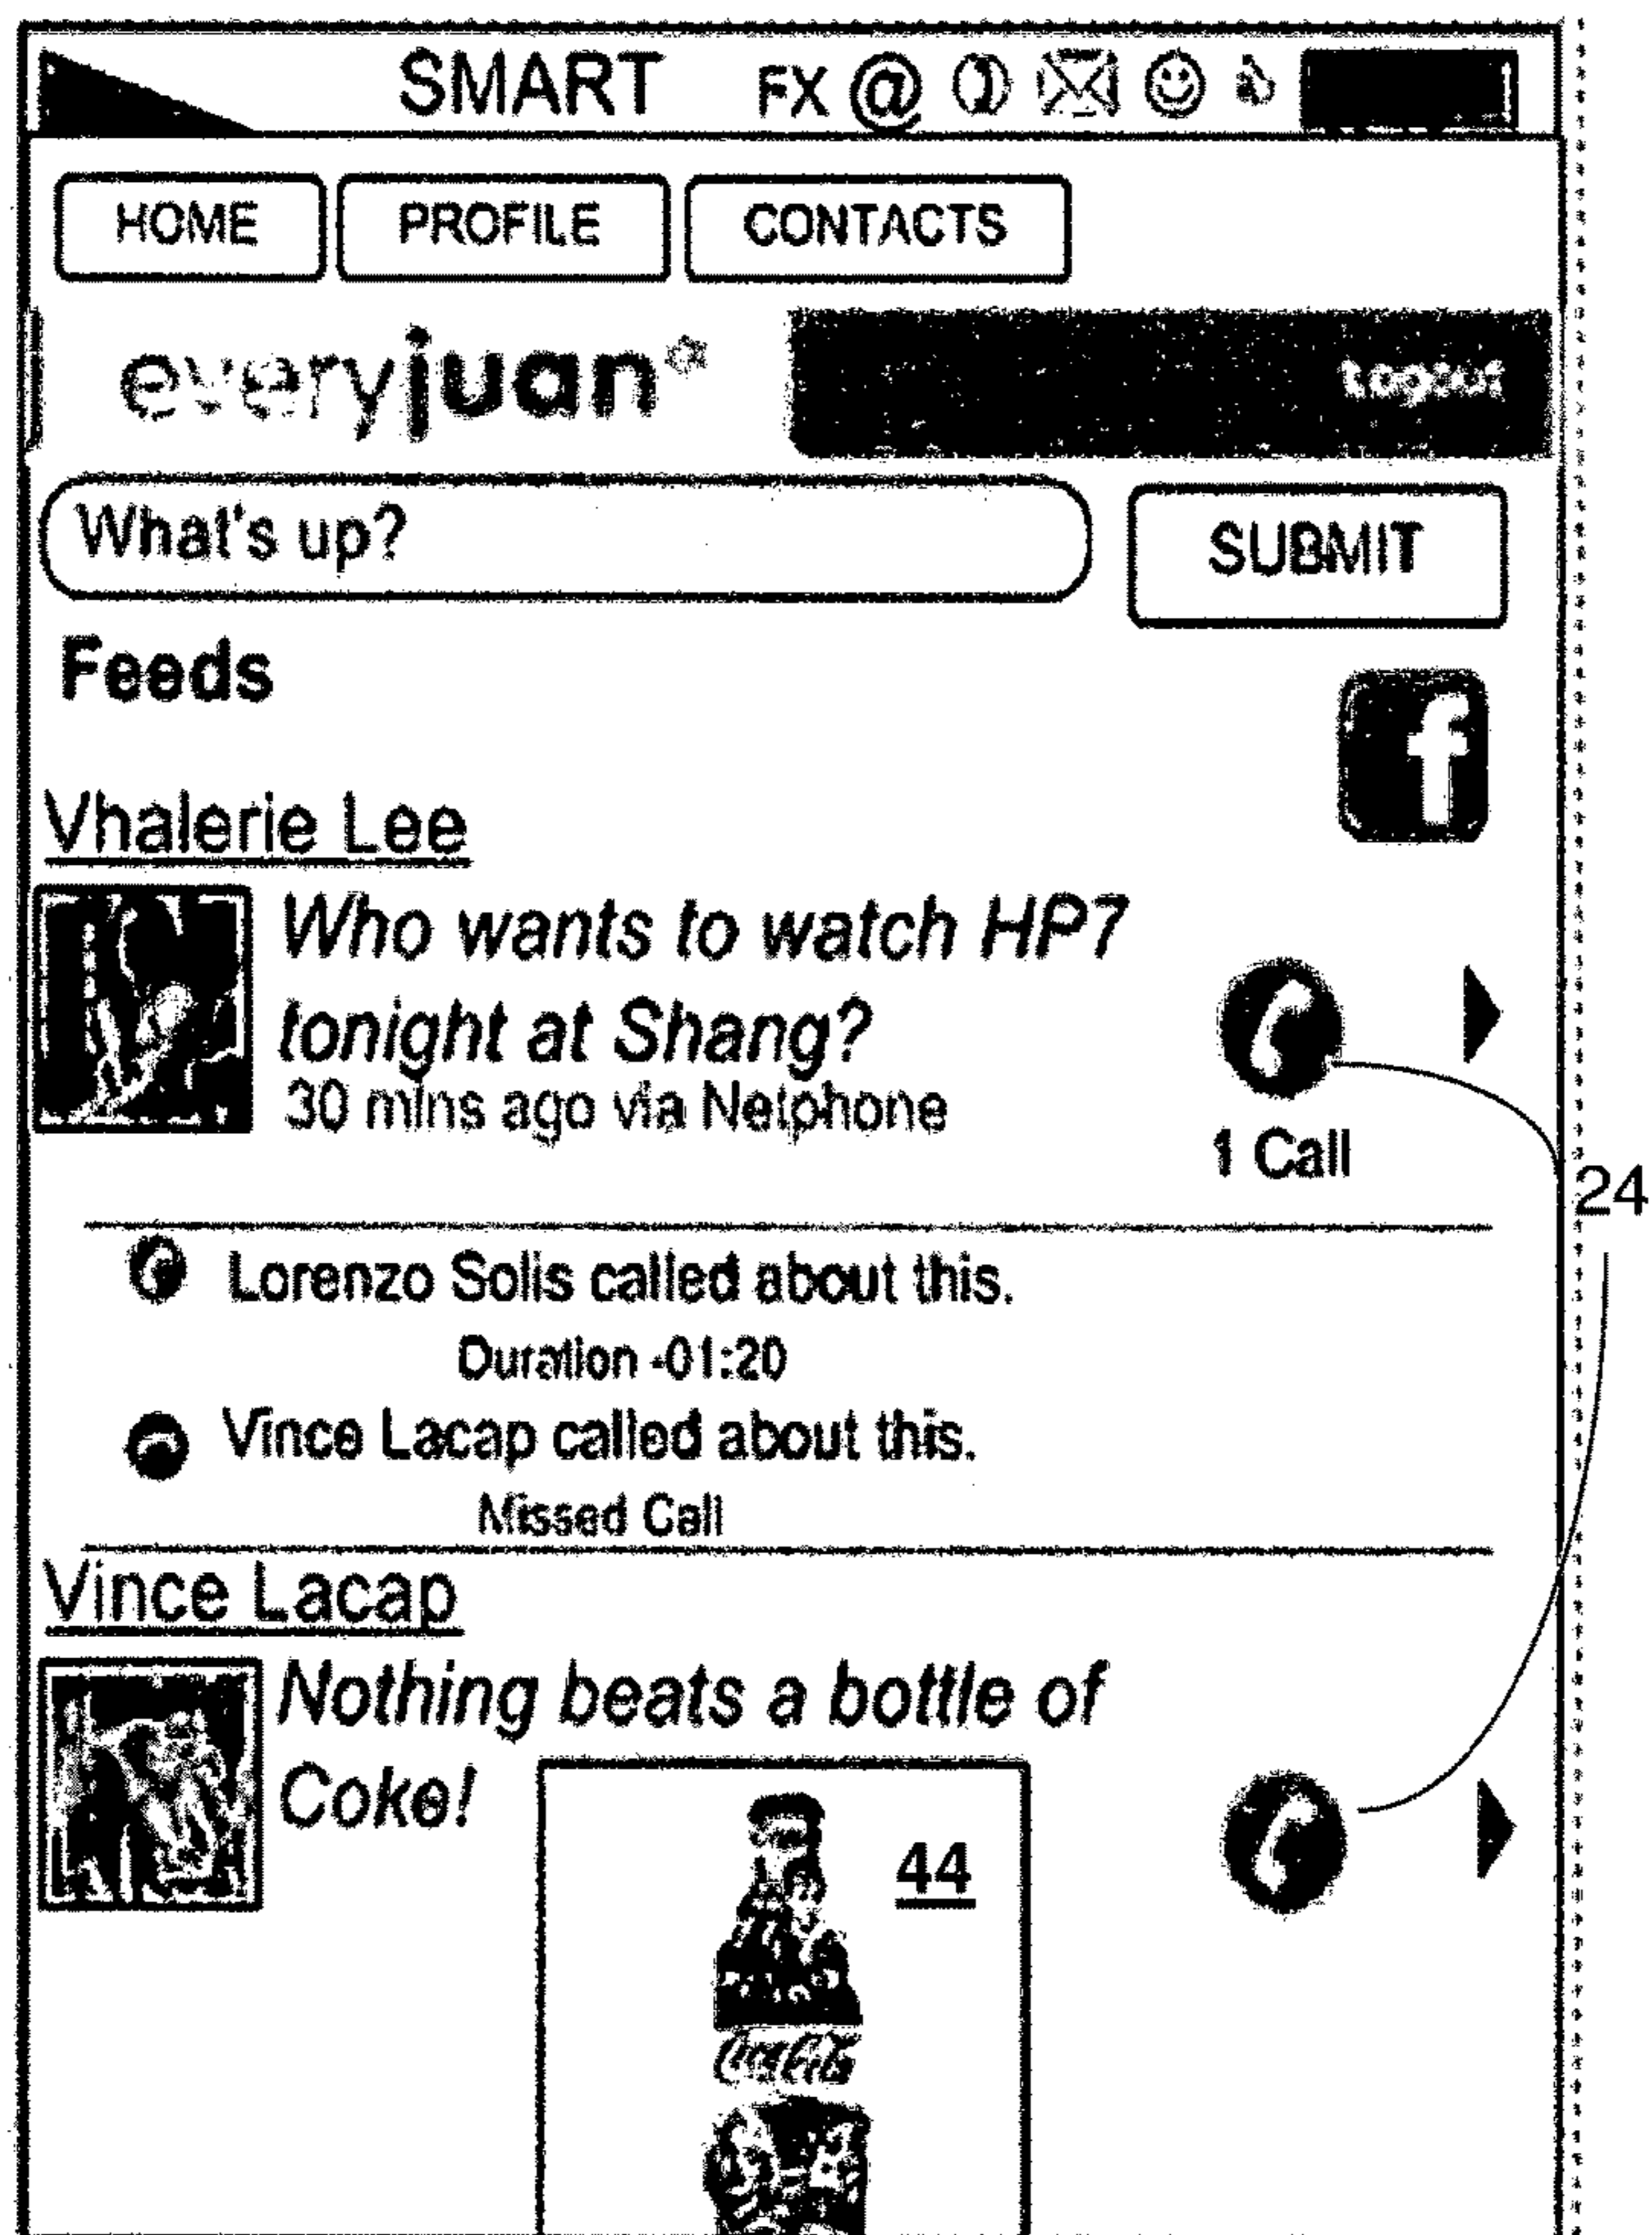 SMART FX @
HOME PROFILE CONTACTS
everyjuan
What's up? SUBMIT
Feeds
f
Vhalerie Lee
Who wants to watch HP7
tonight at Shang?
30 mins ago via Netphone
1 Call
24
Lorenzo Solis called about this.
Duration -01:20
Vince Lacap called about this.
Missed Call
Vince Lacap
Nothing beats a bottle of
Coke!
44
Coca-Cola